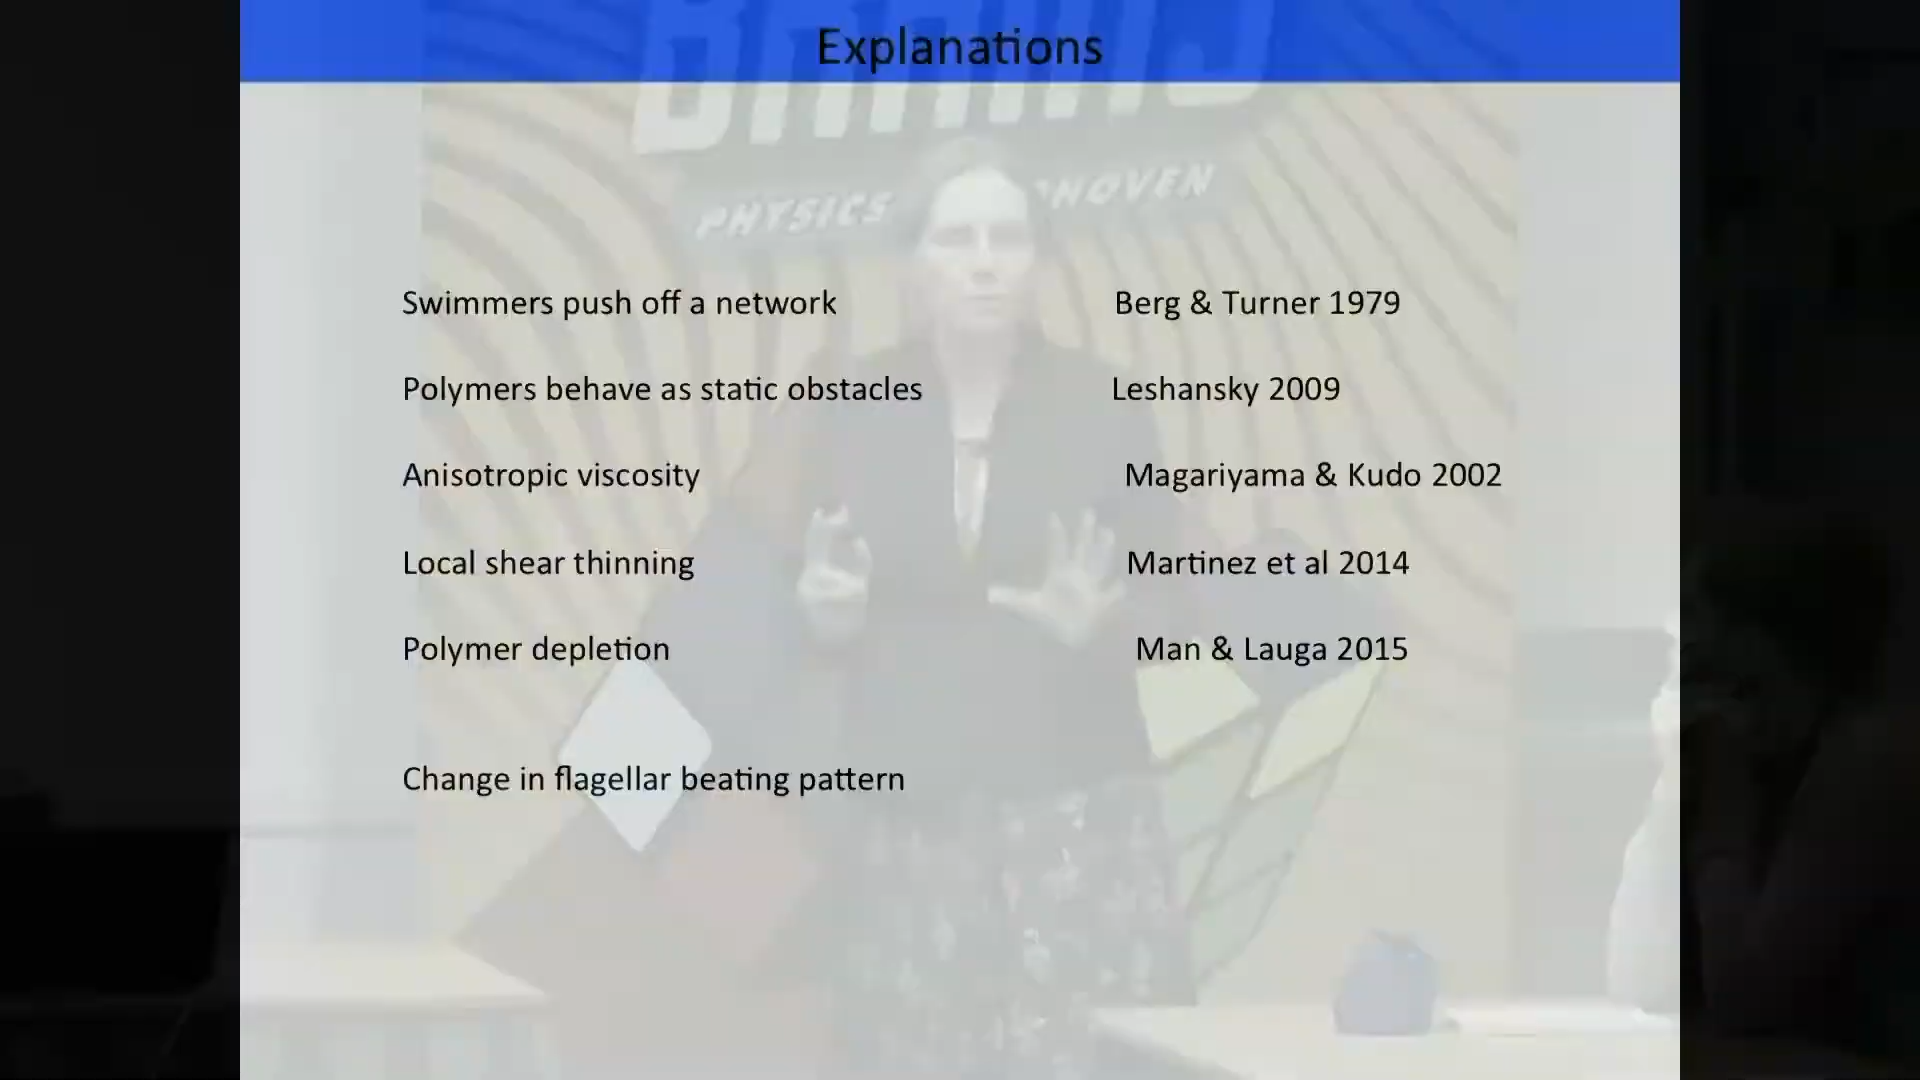 Explanations
PHYSICS
Swimmers push off a network Berg & Turner 1979
Polymers behave as static obstacles Leshansky 2009
Anisotropic viscosity Magariyama & Kudo 2002
Local shear thinning Martinez et al 2014
Polymer depletion Man & Lauga 2015
Change in flagellar beating pattern